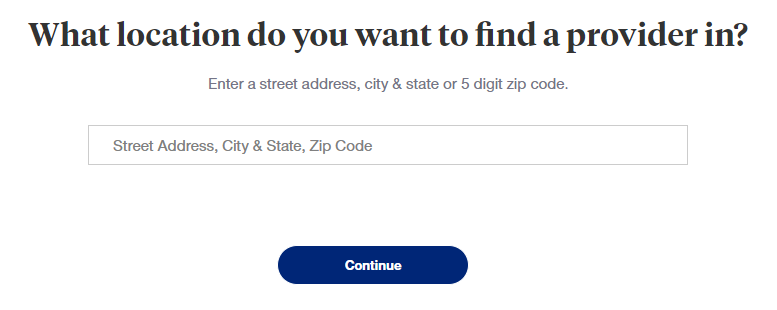 What location do you want to find a provider in?
Enter a street address, city & state or 5 digit zip code.
Street Address, City & State, Zip Code
Continue